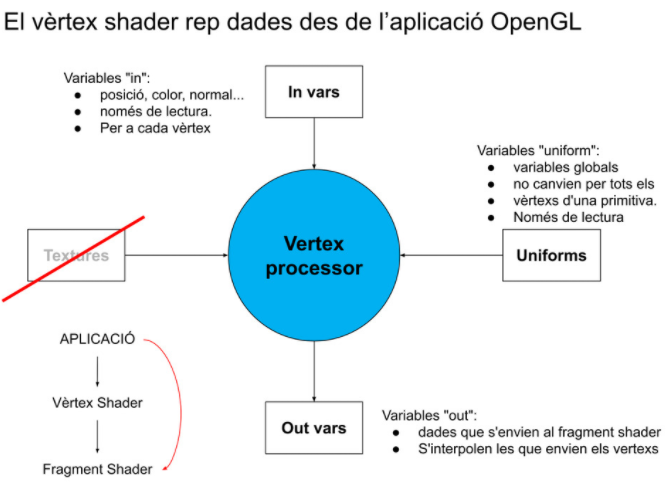 El vèrtex shader rep dades des de l'aplicació OpenGL
Variables "in":
● posició, color, normal...
● només de lectura.
● Per a cada vèrtex
In vars
Variables "uniform":
● variables globals
● no canvien per tots els
● vèrtexs d'una primitiva.
● Només de lectura
Textures
Vertex
processor
Uniforms
APLICACIÓ
Vèrtex Shader
Fragment Shader
Out vars
Variables "out":
● dades que s'envien al fragment shader
● S'interpolen les que envien els vertexs